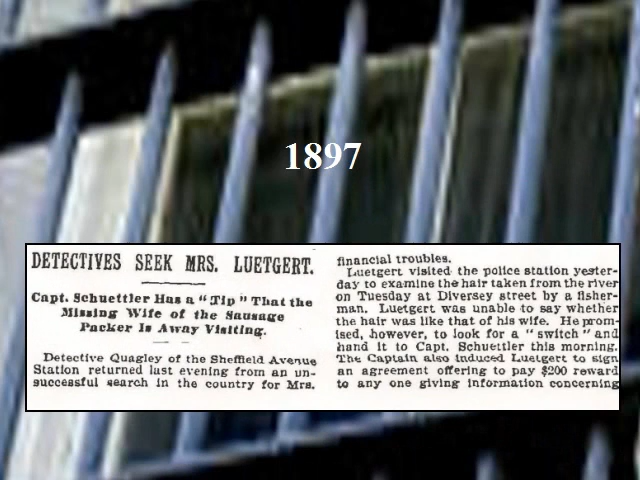 1897
DETECTIVES SEEK MRS. LUETGERT.
Capt. Schuettler Has a "Tip" That the
Missing Wife of the Sausage
Packer Is Away Visiting.
Detective Quagley of the Sheffield Avenue
Station returned last evening from an un-
successful search in the country for Mrs.
financial troubles.
Luetgert visited the police station yester-
day to examine the hair taken from the river
on Tuesday at Diversey street by a fisher-
man. Luetgert was unable to say whether
the hair was like that of his wife. He prom-
ised, however, to look for a "switch" and
hand it to Capt. Schuettler this morning.
The Captain also induced Luetgert to sign
an agreement offering to pay $200 reward
to any one giving information concerning